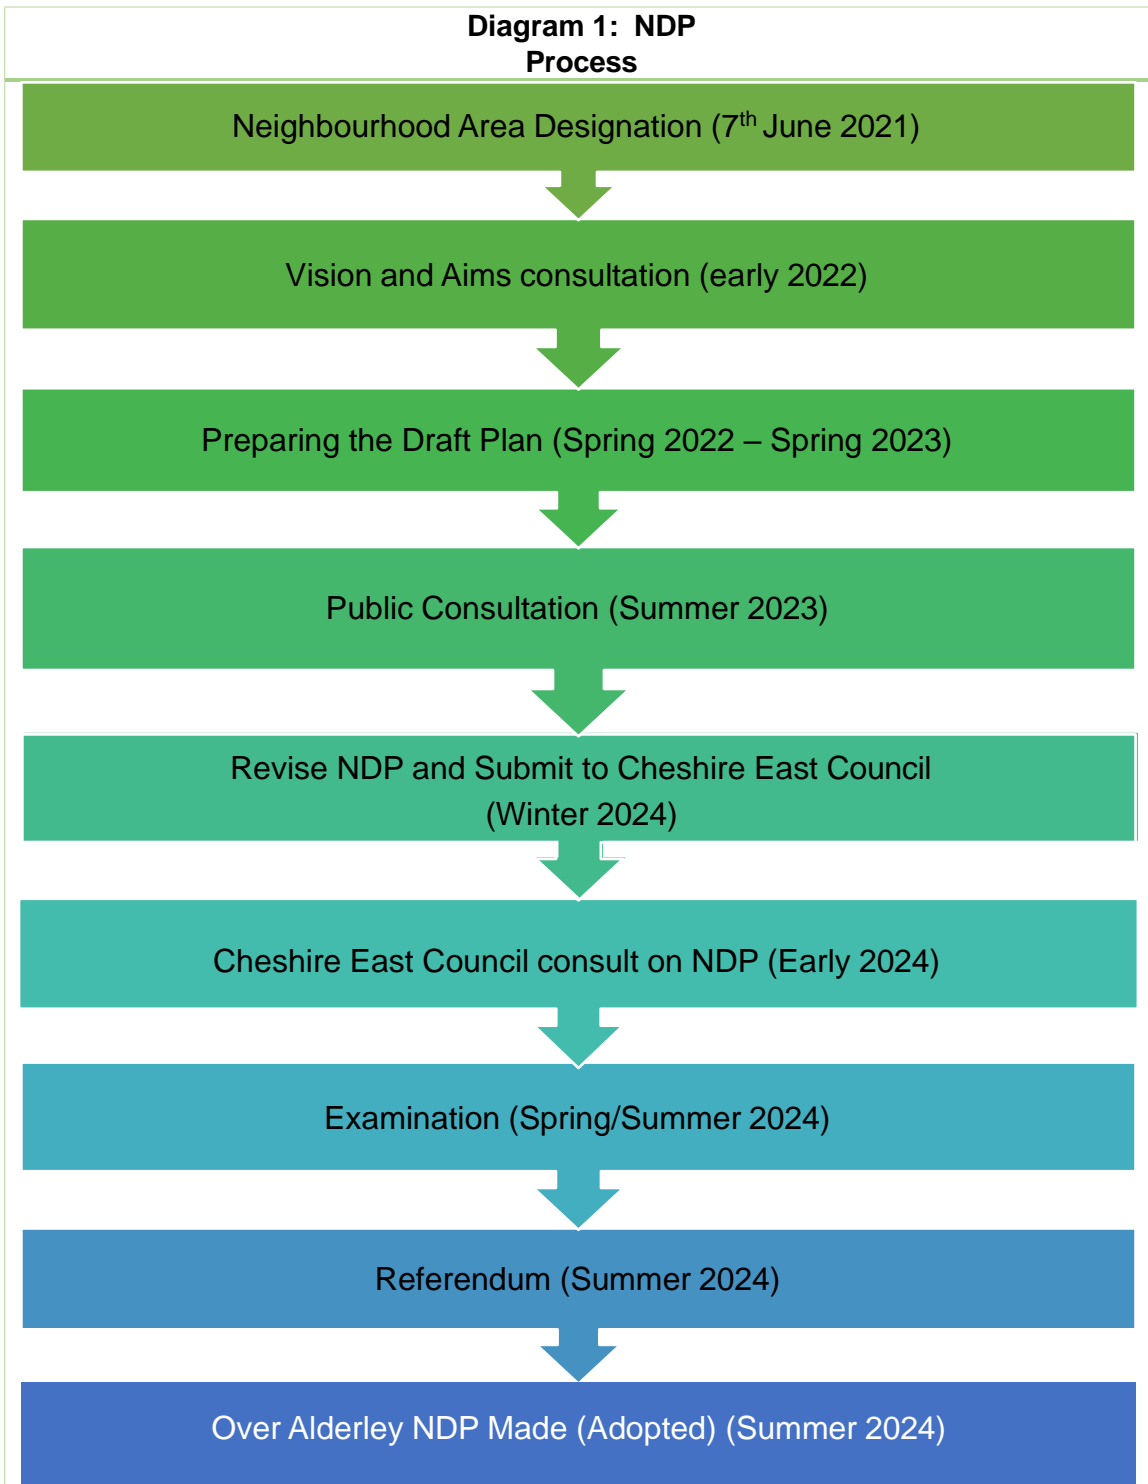 Diagram 1: NDP
Process
Neighbourhood Area Designation (7th June 2021)
Vision and Aims consultation (early 2022)
Preparing the Draft Plan (Spring 2022 – Spring 2023)
Public Consultation (Summer 2023)
Revise NDP and Submit to Cheshire East Council
(Winter 2024)
Cheshire East Council consult on NDP (Early 2024)
Examination (Spring/Summer 2024)
Referendum (Summer 2024)
Over Alderley NDP Made (Adopted) (Summer 2024)